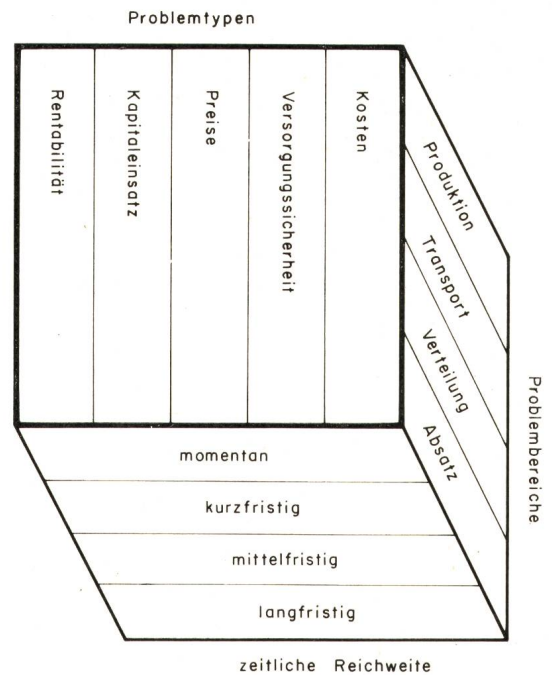 Problemtypen
Rentabilität
Kapitaleinsatz
Preise
Versorgungssicherheit
Kosten
Produktion
Transport
Verteilung
Absatz
Problembereiche
momentan
kurzfristig
mittelfristig
langfristig
zeitliche Reichweite